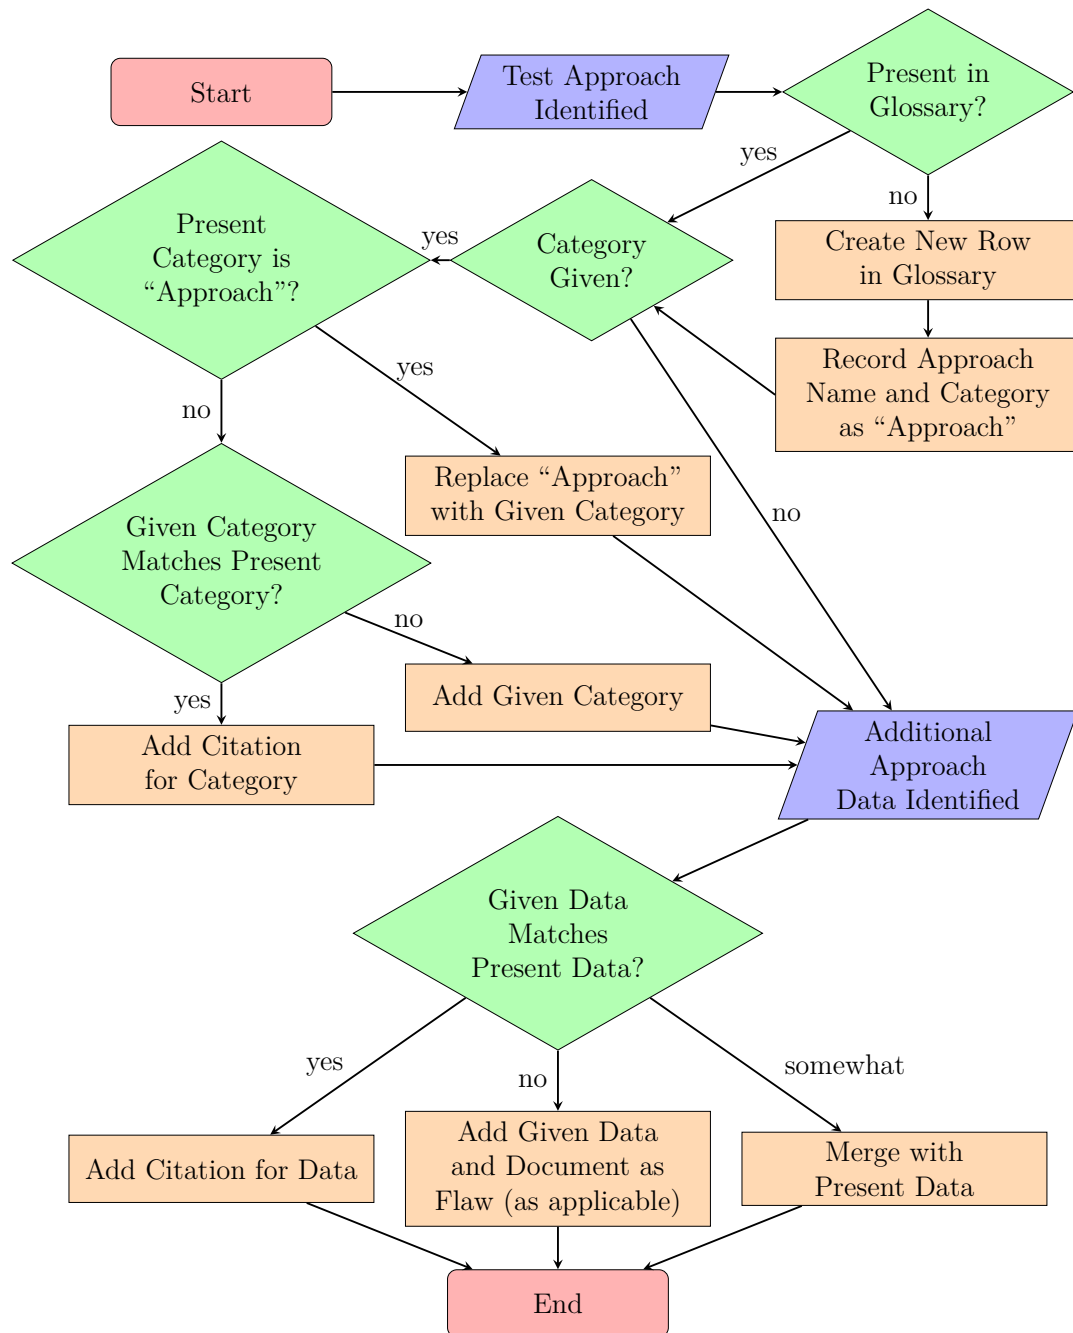 Start
Test Approach
Identified
Present in
Glossary?
yes
no
Present
Category is
“Approach”?
yes
Category
Given?
Create New Row
in Glossary
Record Approach
Name and Category
as “Approach”
yes
no
Replace “Approach”
with Given Category
no
Given Category
Matches Present
Category?
no
yes
Add Given Category
Add Citation
for Category
Additional
Approach
Data Identified
Given Data
Matches
Present Data?
yes
no
somewhat
Add Citation for Data
Add Given Data
and Document as
Flaw (as applicable)
Merge with
Present Data
End